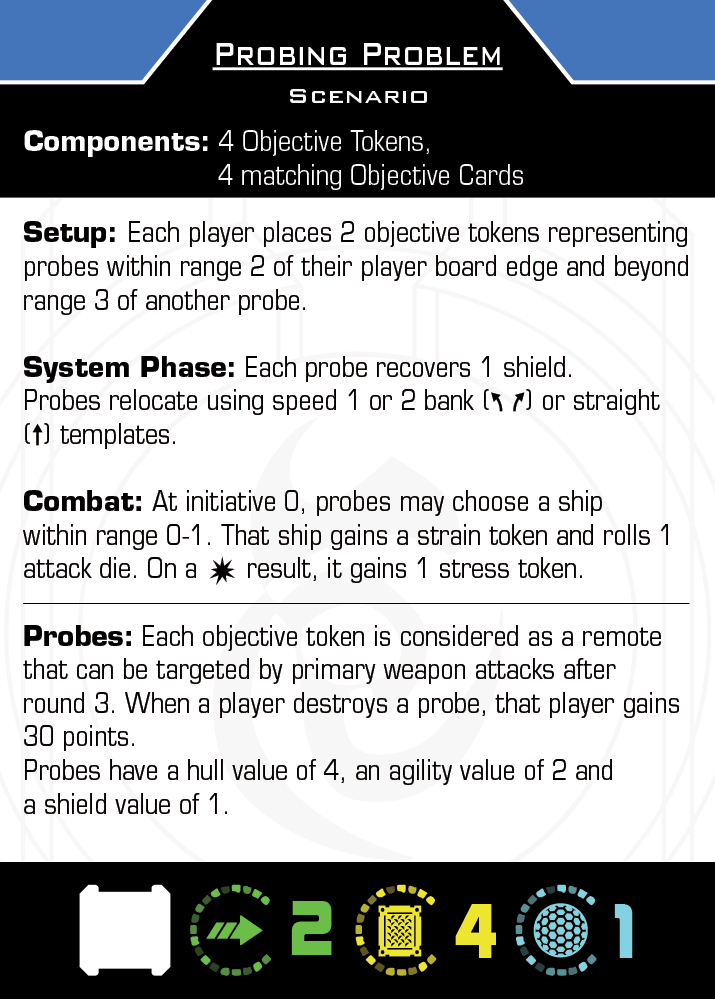 Probing Problem
Scenario
Components: 4 Objective Tokens,
4 matching Objective Cards
Setup: Each player places 2 objective tokens representing
probes within range 2 of their player board edge and beyond
range 3 of another probe.
System Phase: Each probe recovers 1 shield.
Probes relocate using speed 1 or 2 bank (↖ ↗) or straight
(↑) templates.
Combat: At initiative 0, probes may choose a ship
within range 0-1. That ship gains a strain token and rolls 1
attack die. On a result, it gains 1 stress token.
Probes: Each objective token is considered as a remote
that can be targeted by primary weapon attacks after
round 3. When a player destroys a probe, that player gains
30 points.
Probes have a hull value of 4, an agility value of 2 and
a shield value of 1.
2 4 1